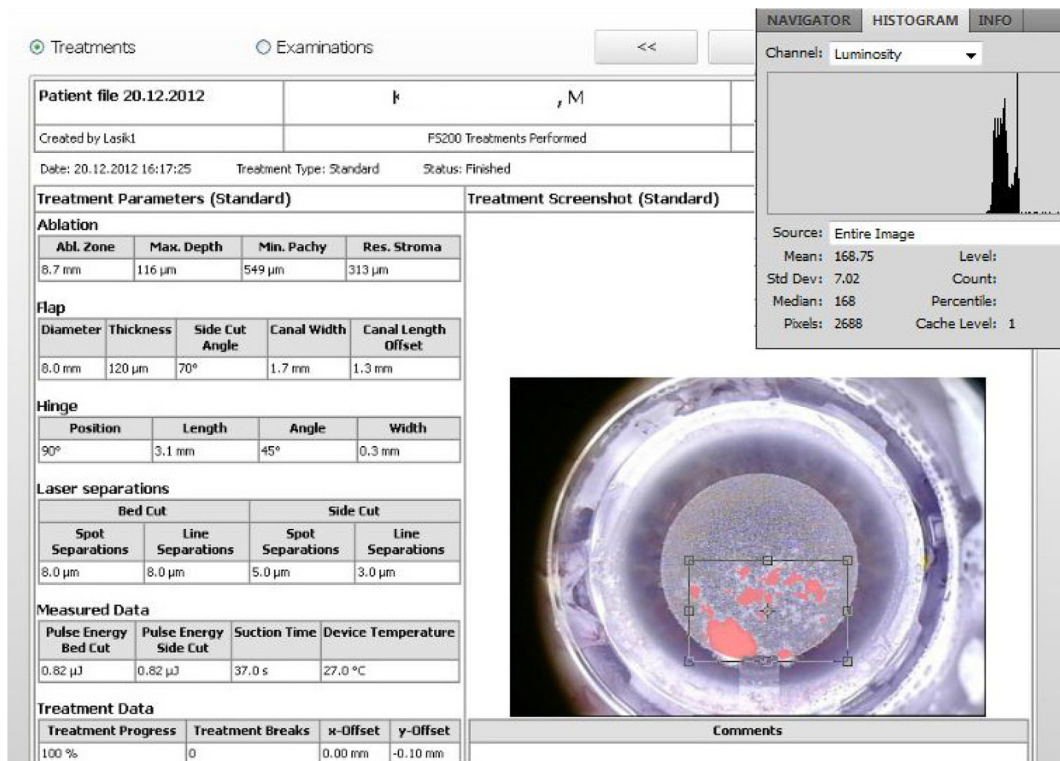 Treatments Examinations <<
NAVIGATOR HISTOGRAM INFO
Channel: Luminosity
Patient file 20.12.2012 , M
Created by Lasik1 FS200 Treatments Performed
Date: 20.12.2012 16:17:25 Treatment Type: Standard Status: Finished
Source: Entire Image
Mean: 168.75 Level:
Std Dev: 7.02 Count:
Median: 168 Percentile:
Pixels: 2688 Cache Level: 1
Treatment Parameters (Standard) Treatment Screenshot (Standard)
Ablation
Abl. Zone Max. Depth Min. Pachy Res. Stroma
8.7 mm 116 µm 549 µm 313 µm
Flap
Diameter Thickness Side Cut Angle Canal Width Canal Length Offset
8.0 mm 120 µm 70° 1.7 mm 1.3 mm
Hinge
Position Length Angle Width
90° 3.1 mm 45° 0.3 mm
Laser separations
Bed Cut Side Cut
Spot Separations Line Separations Spot Separations Line Separations
8.0 µm 8.0 µm 5.0 µm 3.0 µm
Measured Data
Pulse Energy Bed Cut Pulse Energy Side Cut Suction Time Device Temperature
0.82 µJ 0.82 µJ 37.0 s 27.0 °C
Treatment Data
Treatment Progress Treatment Breaks x-Offset y-Offset
100 % 0 0.00 mm -0.10 mm
Comments